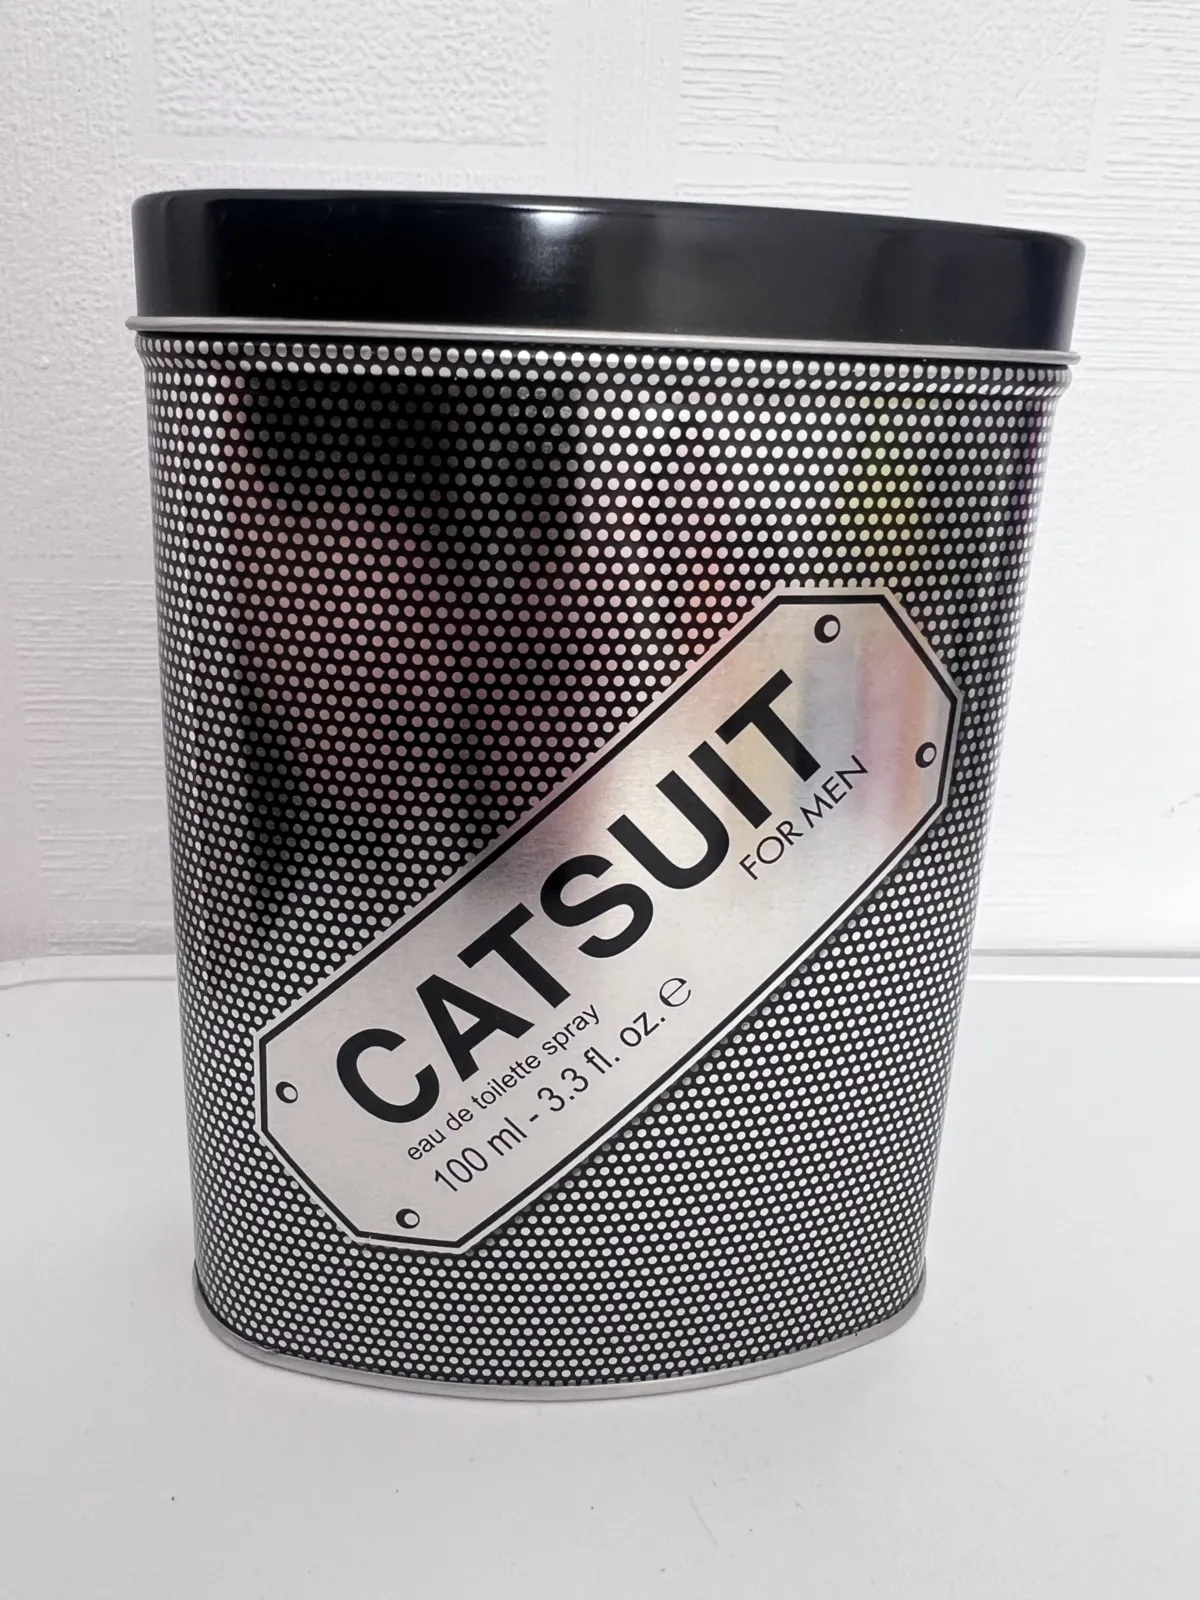 CATSUIT
FOR MEN
eau de toilette spray
100 ml - 3.3 fl. oz. ℮